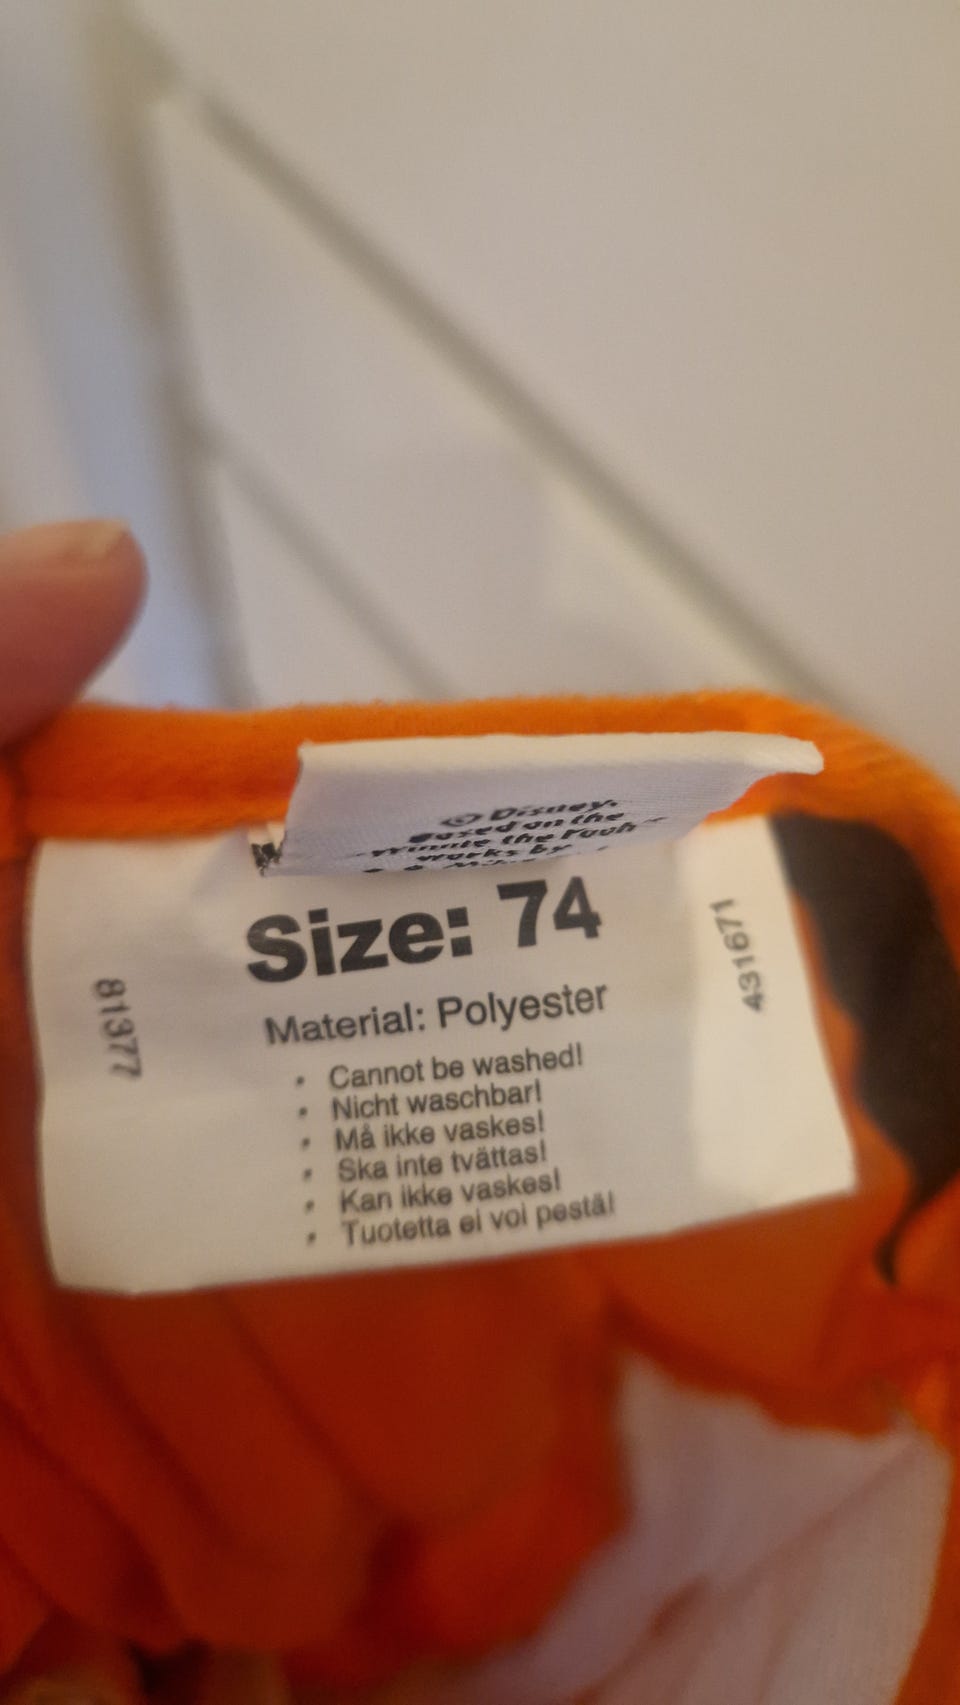 © Disney.
Based on the
"Winnie the Pooh"
works by
Size: 74
Material: Polyester
• Cannot be washed!
• Nicht waschbar!
• Må ikke vaskes!
• Ska inte tvättas!
• Kan ikke vaskes!
• Tuotetta ei voi pestä!
81377
431671